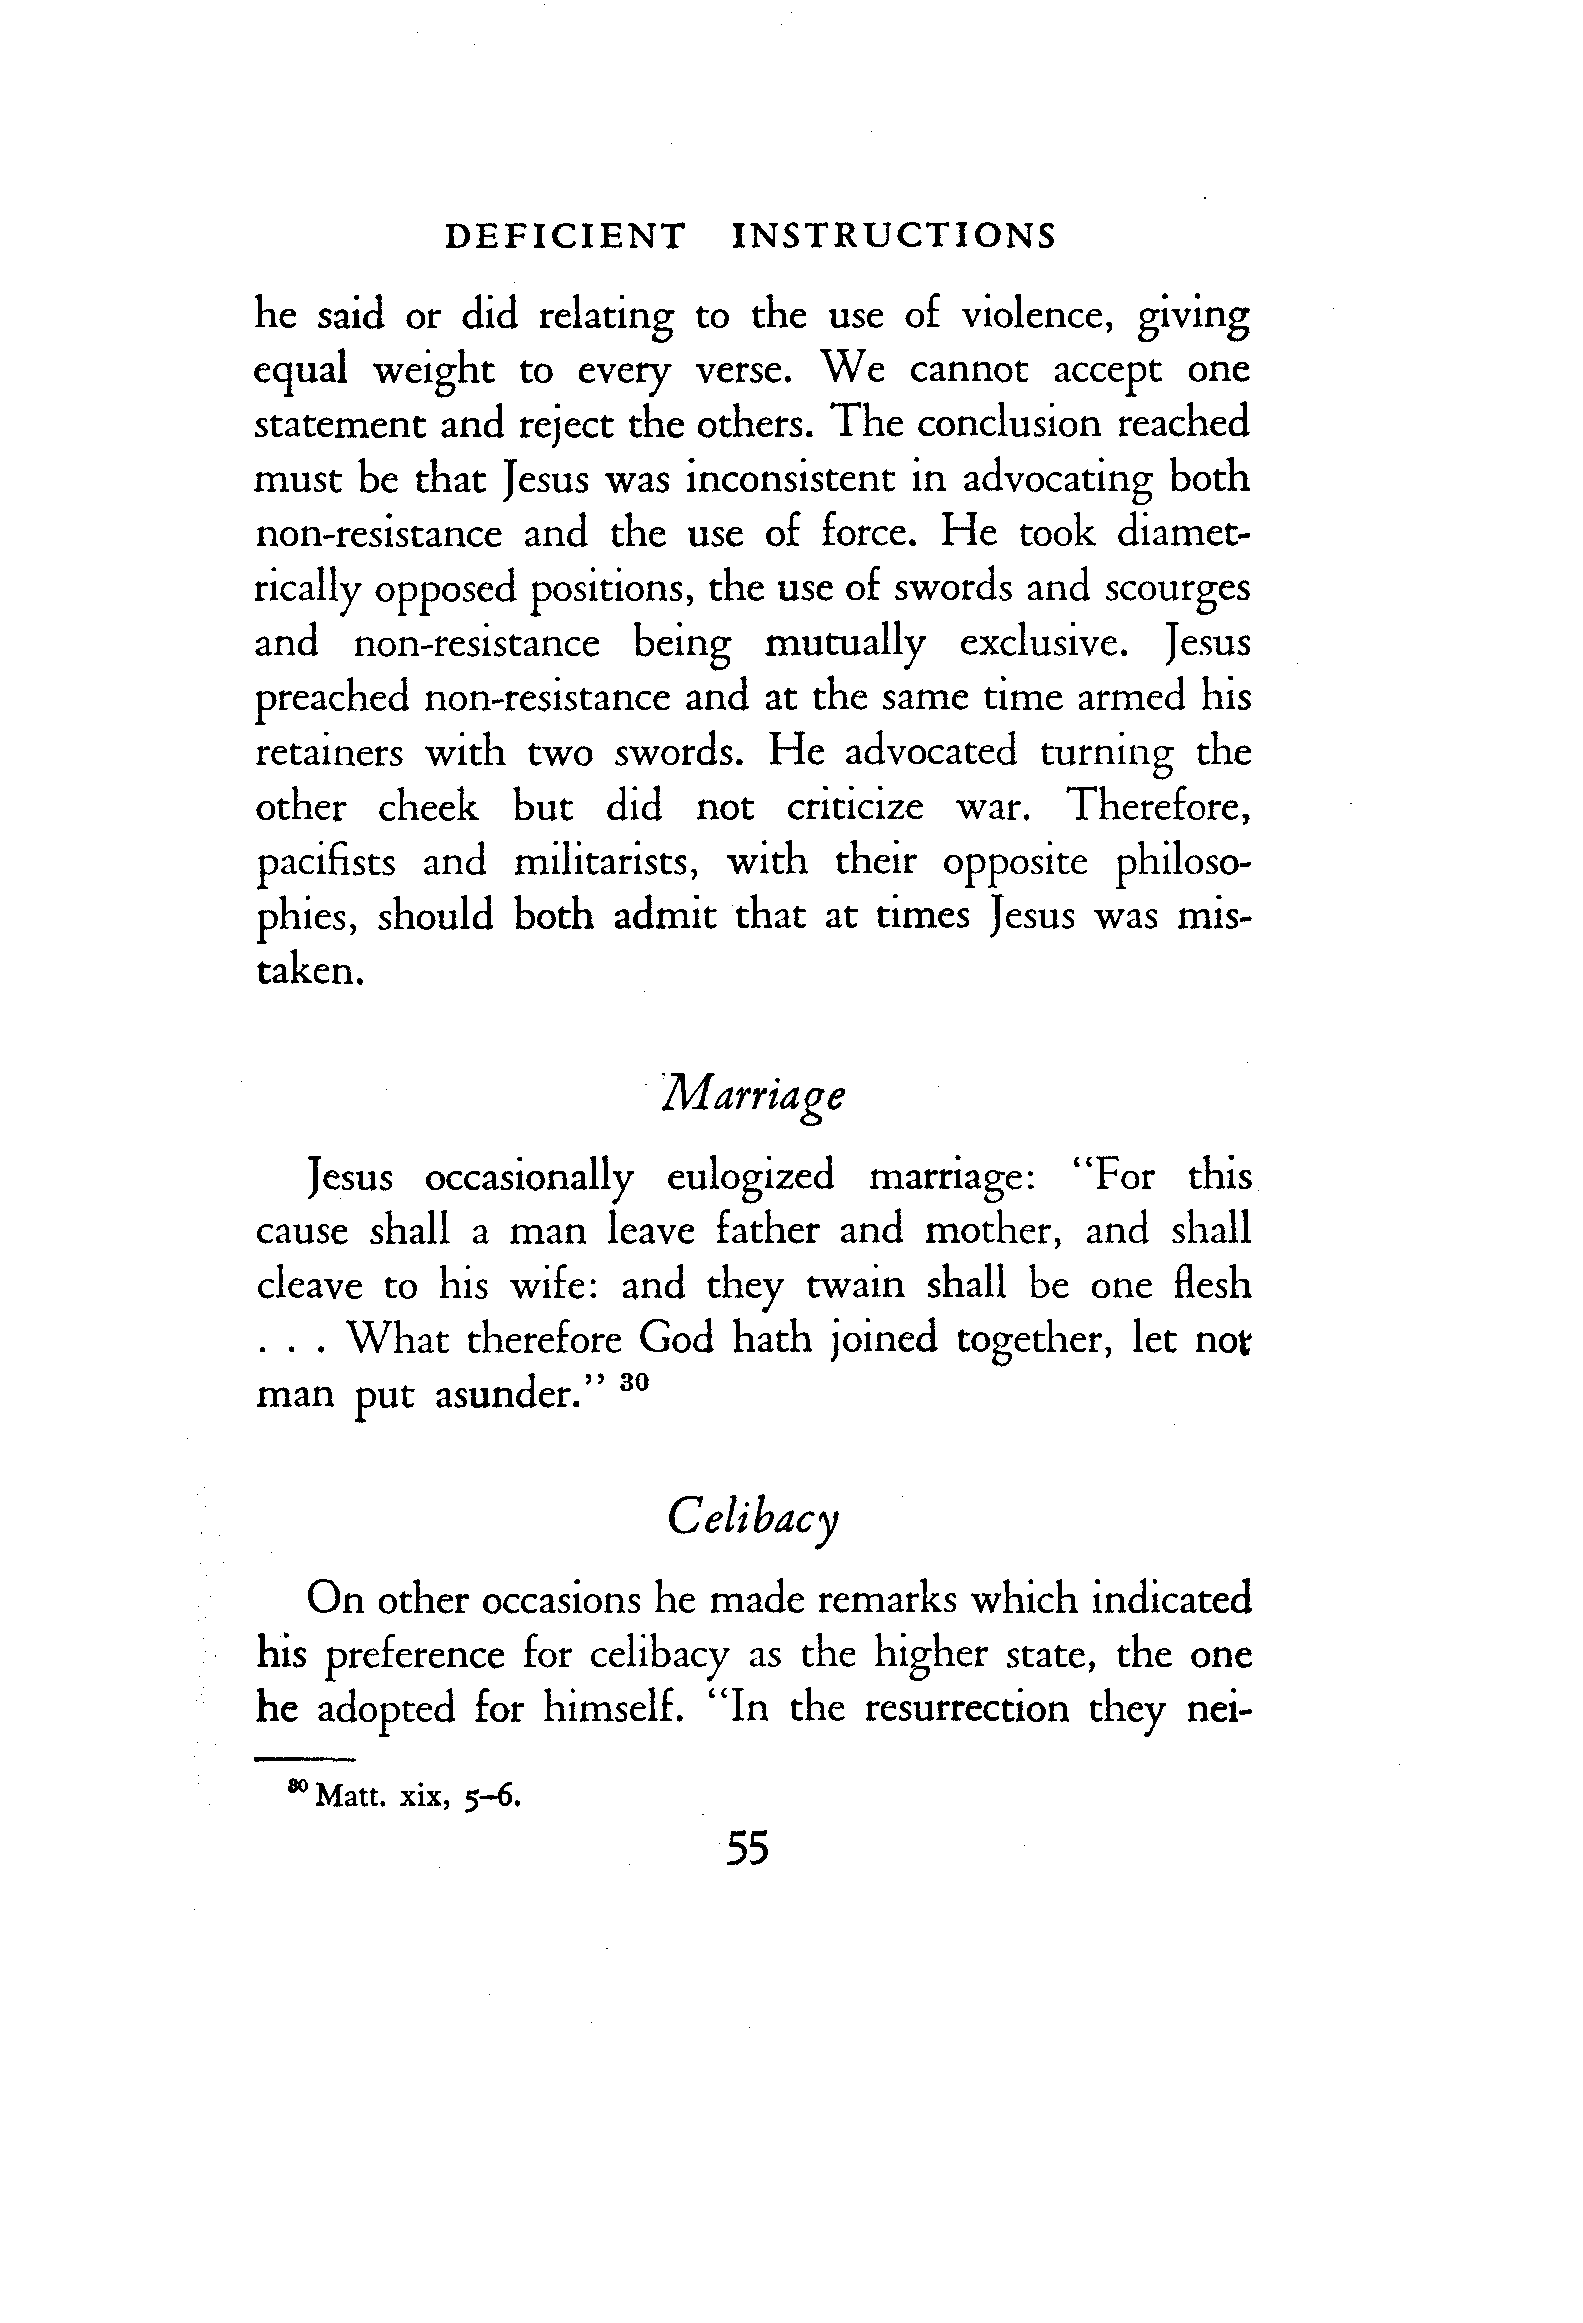 DEFICIENT INSTRUCTIONS
he said or did relating to the use of violence, giving
equal weight to every verse. We cannot accept one
statement and reject the others. The conclusion reached
must be that Jesus was inconsistent in advocating both
non-resistance and the use of force. He took diamet-
rically opposed positions, the use of swords and scourges
and non-resistance being mutually exclusive. Jesus
preached non-resistance and at the same time armed his
retainers with two swords. He advocated turning the
other cheek but did not criticize war. Therefore,
pacifists and militarists, with their opposite philoso-
phies, should both admit that at times Jesus was mis-
taken.
Marriage
Jesus occasionally eulogized marriage: “For this
cause shall a man leave father and mother, and shall
cleave to his wife: and they twain shall be one flesh
. . . What therefore God hath joined together, let not
man put asunder.” 30
Celibacy
On other occasions he made remarks which indicated
his preference for celibacy as the higher state, the one
he adopted for himself. “In the resurrection they nei-
30 Matt. xix, 5–6.
55